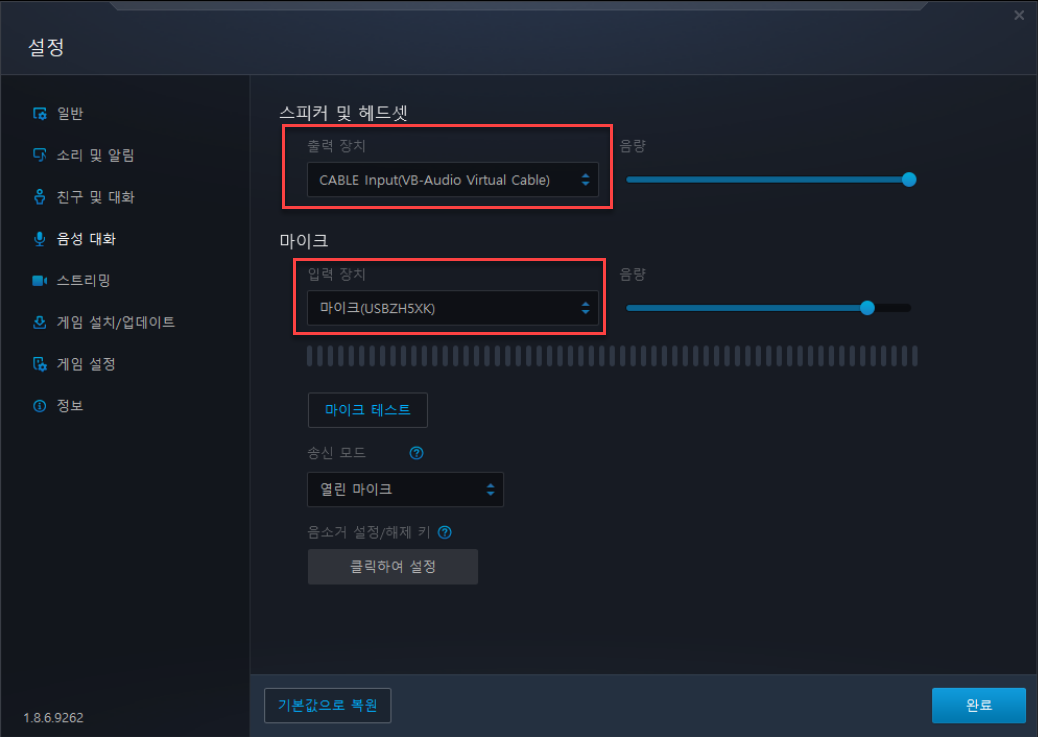 설정
일반
소리 및 알림
친구 및 대화
음성 대화
스트리밍
게임 설치/업데이트
게임 설정
정보
1.8.6.9262
스피커 및 헤드셋
출력 장치
음량
CABLE Input(VB-Audio Virtual Cable)
마이크
입력 장치
음량
마이크(USBZH5XK)
마이크 테스트
송신 모드
열린 마이크
음소거 설정/해제 키
클릭하여 설정
기본값으로 복원
완료